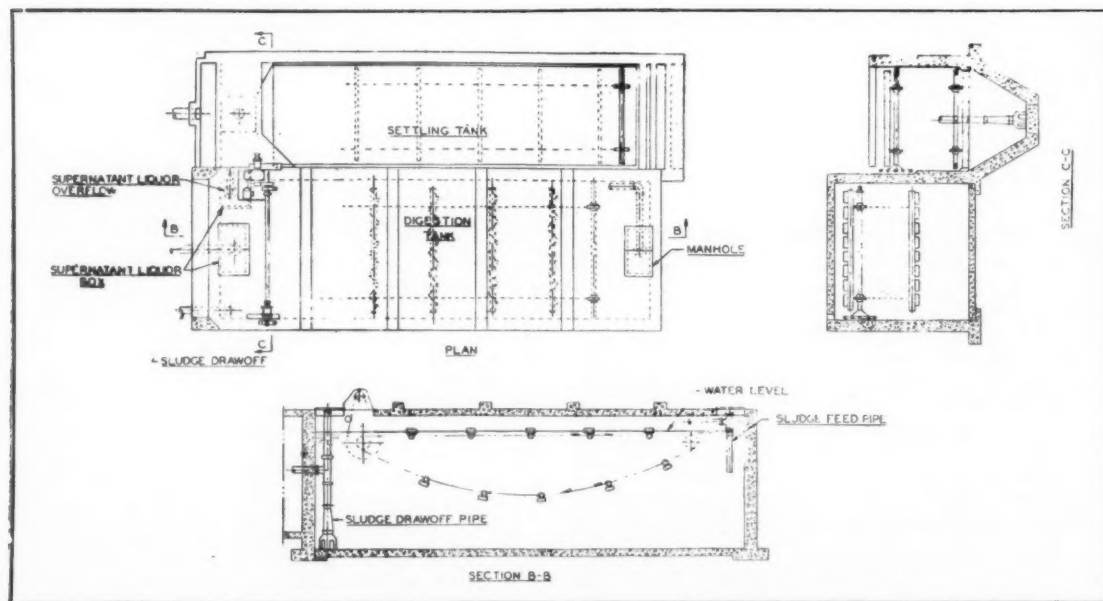 C
SETTLING TANK
SUPERNATANT LIQUOR
OVERFLOW
B
DIGESTION
TANK
B
MANHOLE
SUPERNATANT LIQUOR
BOX
C
SLUDGE DRAWOFF
PLAN
SECTION C-C
WATER LEVEL
SLUDGE FEED PIPE
SLUDGE DRAWOFF PIPE
SECTION B-B